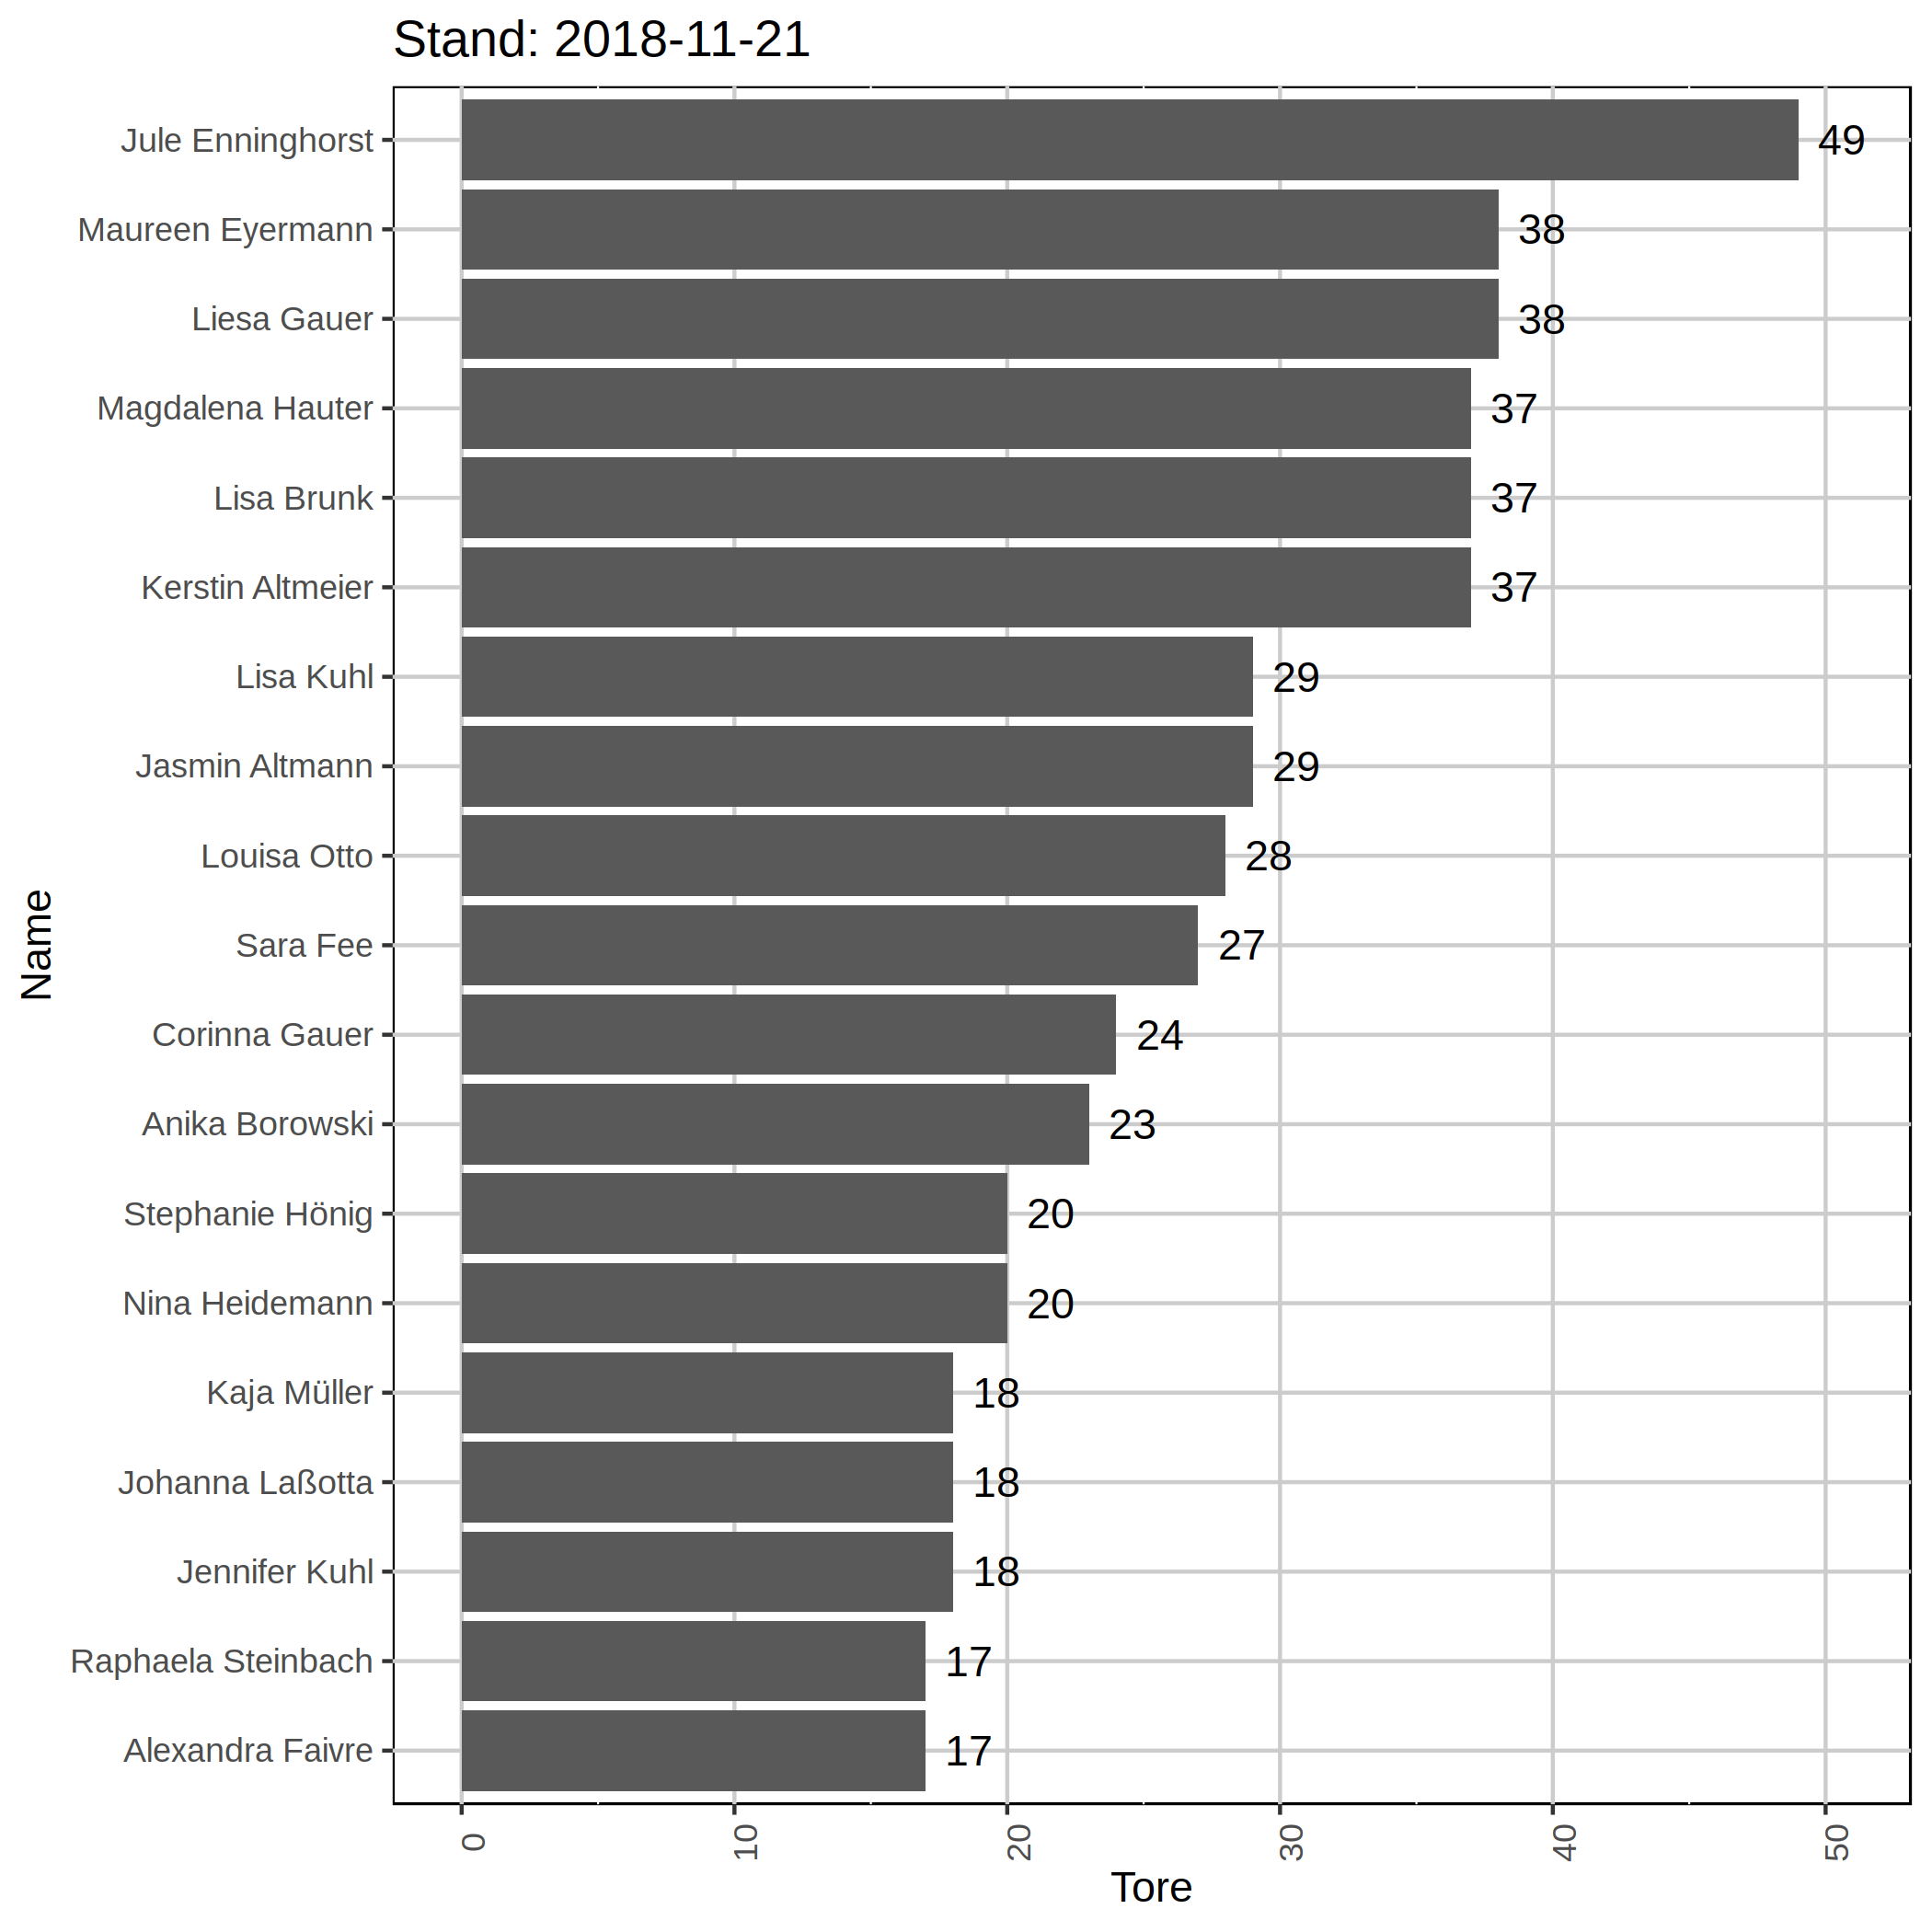 Stand: 2018-11-21
Jule Enninghorst 49
Maureen Eyermann 38
Liesa Gauer 38
Magdalena Hauter 37
Lisa Brunk 37
Kerstin Altmeier 37
Lisa Kuhl 29
Jasmin Altmann 29
Louisa Otto 28
Sara Fee 27
Corinna Gauer 24
Anika Borowski 23
Stephanie Hönig 20
Nina Heidemann 20
Kaja Müller 18
Johanna Laßotta 18
Jennifer Kuhl 18
Raphaela Steinbach 17
Alexandra Faivre 17
Name
0 10 20 30 40 50
Tore